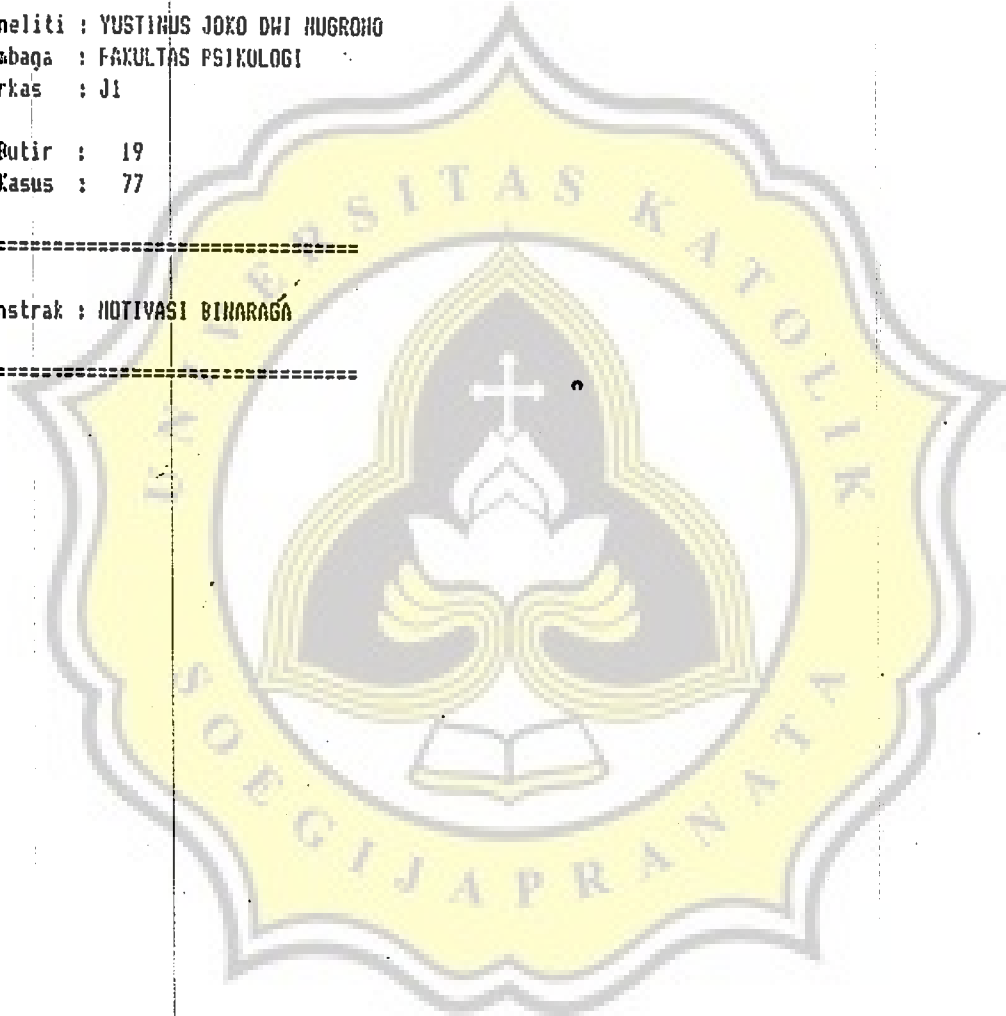 neliti : YUSTINUS JOKO DWI NUGROHO
mbaga : FAKULTAS PSIKOLOGI
rkas : J1
Butir : 19
Kasus : 77
===================================
nstrak : MOTIVASI BINARAGA
===================================
UNIVERSITAS KATOLIK
SOEGIJAPRANATA